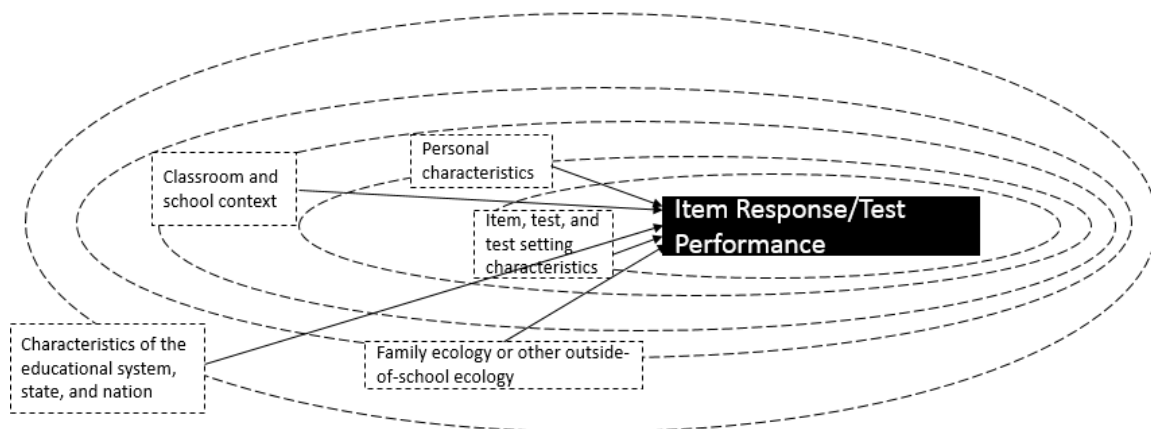 Personal
characteristics
Classroom and
school context
Item Response/Test
Performance
Item, test, and
test setting
characteristics
Characteristics of the
educational system,
state, and nation
Family ecology or other outside-
of-school ecology